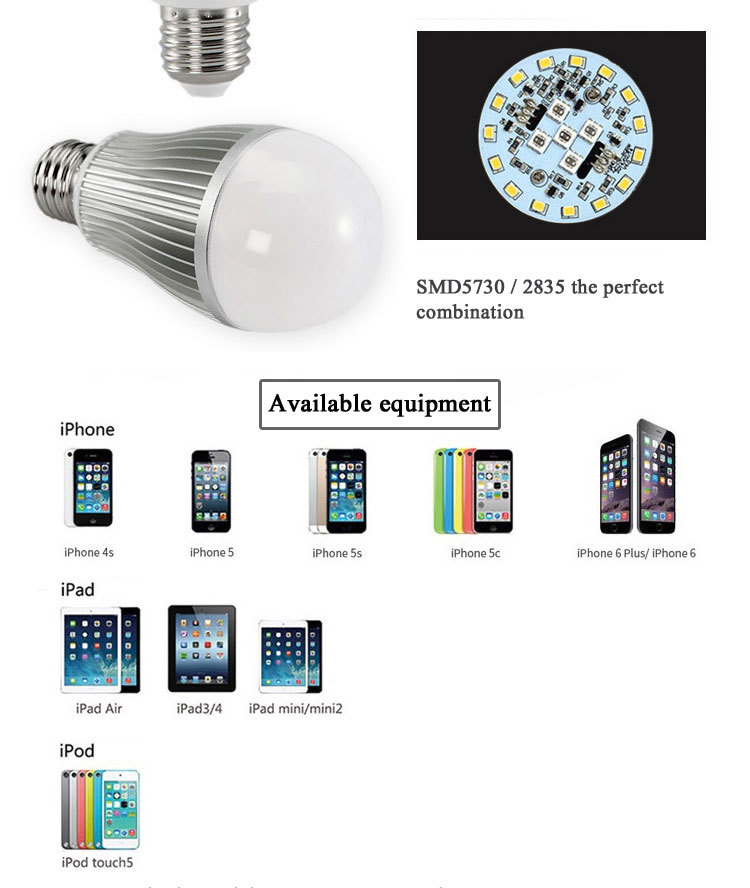 SMD5730 / 2835 the perfect
combination
Available equipment
iPhone
iPhone 4s
iPhone 5
iPhone 5s
iPhone 5c
iPhone 6 Plus/ iPhone 6
iPad
iPad Air
iPad3/4
iPad mini/mini2
iPod
iPod touch5